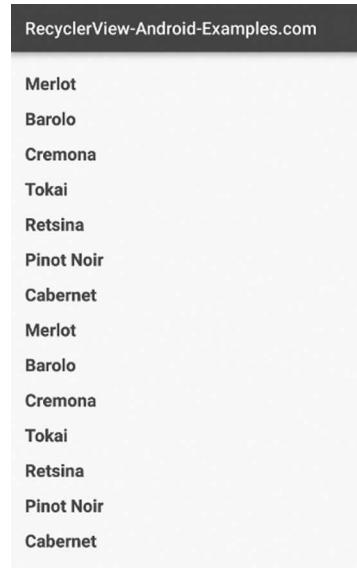 RecyclerView-Android-Examples.com
Merlot
Barolo
Cremona
Tokai
Retsina
Pinot Noir
Cabernet
Merlot
Barolo
Cremona
Tokai
Retsina
Pinot Noir
Cabernet